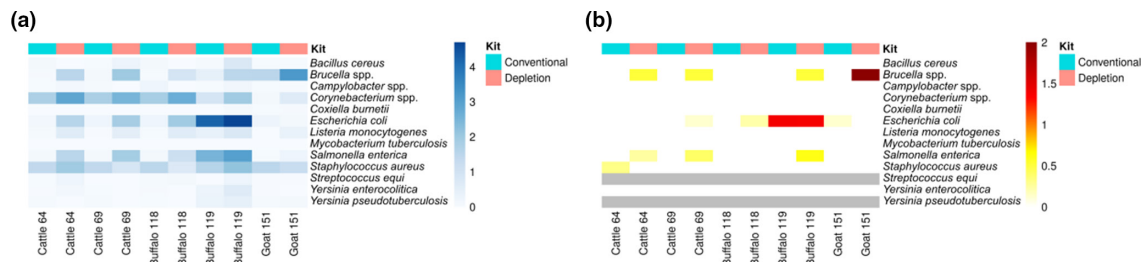 (a)
Kit
Bacillus cereus
Brucella spp.
Campylobacter spp.
Corynebacterium spp.
Coxiella burnetii
Escherichia coli
Listeria monocytogenes
Mycobacterium tuberculosis
Salmonella enterica
Staphylococcus aureus
Streptococcus equi
Yersinia enterocolitica
Yersinia pseudotuberculosis
Cattle 64
Cattle 64
Cattle 69
Cattle 69
Buffalo 118
Buffalo 118
Buffalo 119
Buffalo 119
Goat 151
Goat 151
4
3
2
1
0
Kit
Conventional
Depletion
(b)
Kit
Bacillus cereus
Brucella spp.
Campylobacter spp.
Corynebacterium spp.
Coxiella burnetii
Escherichia coli
Listeria monocytogenes
Mycobacterium tuberculosis
Salmonella enterica
Staphylococcus aureus
Streptococcus equi
Yersinia enterocolitica
Yersinia pseudotuberculosis
Cattle 64
Cattle 64
Cattle 69
Cattle 69
Buffalo 118
Buffalo 118
Buffalo 119
Buffalo 119
Goat 151
Goat 151
2
1.5
1
0.5
0
Kit
Conventional
Depletion